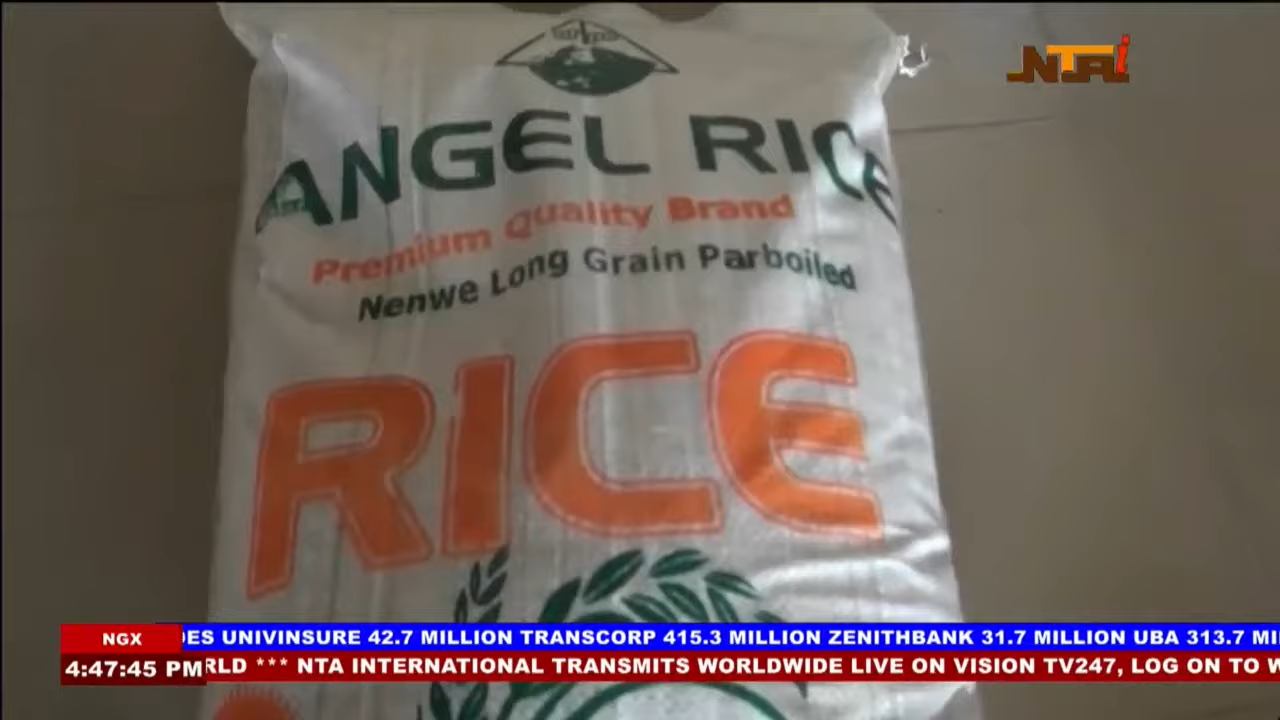 NTAi
ANGEL RICE
Premium Quality Brand
Nenwe Long Grain Parboiled
RICE
NGX
DES UNIVINSURE 42.7 MILLION TRANSCORP 415.3 MILLION ZENITHBANK 31.7 MILLION UBA 313.7 MI
4:47:45 PM
RLD *** NTA INTERNATIONAL TRANSMITS WORLDWIDE LIVE ON VISION TV247, LOG ON TO W